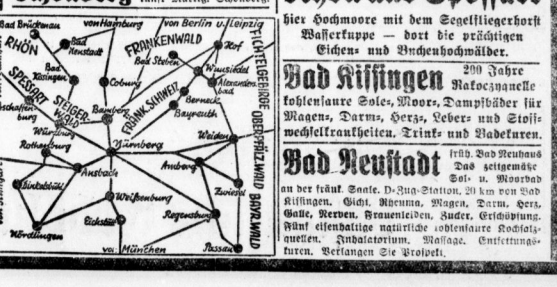 von Hamburg
von Berlin u. Leipzig
Bad Brückenau
RHÖN
Bad Neustadt
FRANKENWALD
Hof
Bad Steben
FICHTELGEBIRGE
Bad Kissingen
Wunsiedel
SPESSART
Coburg
Alexandersbad
Aschaffenburg
STEIGERWALD
Bamberg
FRANK. SCHWEIZ
Berneck
Bayreuth
Würzburg
OBERPFÄLZ. WALD
Rothenburg
Nürnberg
Weiden
Ansbach
Amberg
Dinkelsbühl
Zwiesel
Weißenburg
BAYR. WALD
Eichstätt
Regensburg
Nördlingen
Passau
München
hier Hochmoore mit dem Segelfliegerhorst
Wasserkuppe — dort die prächtigen
Eichen- und Buchenhochwälder.
Bad Kissingen 200 Jahre
Rakoczyquelle
kohlensaure Sole-, Moor-, Dampfbäder für
Magen-, Darm-, Herz-, Leber- und Stoff-
wechselkrankheiten. Trink- und Badekuren.
Bad Neustadt früh. Bad Neuhaus
Das zeitgemäße
Sol- u. Moorbad
an der fränk. Saale. D-Zug-Station, 20 km von Bad
Kissingen. Gicht, Rheuma, Magen, Darm, Herz,
Galle, Nerven, Frauenleiden, Zucker, Erschöpfung.
Fünf eisenhaltige natürliche kohlensaure Kochsalz-
quellen. Inhalatorium. Massage. Entfettungs-
kuren. Verlangen Sie Prospekt.